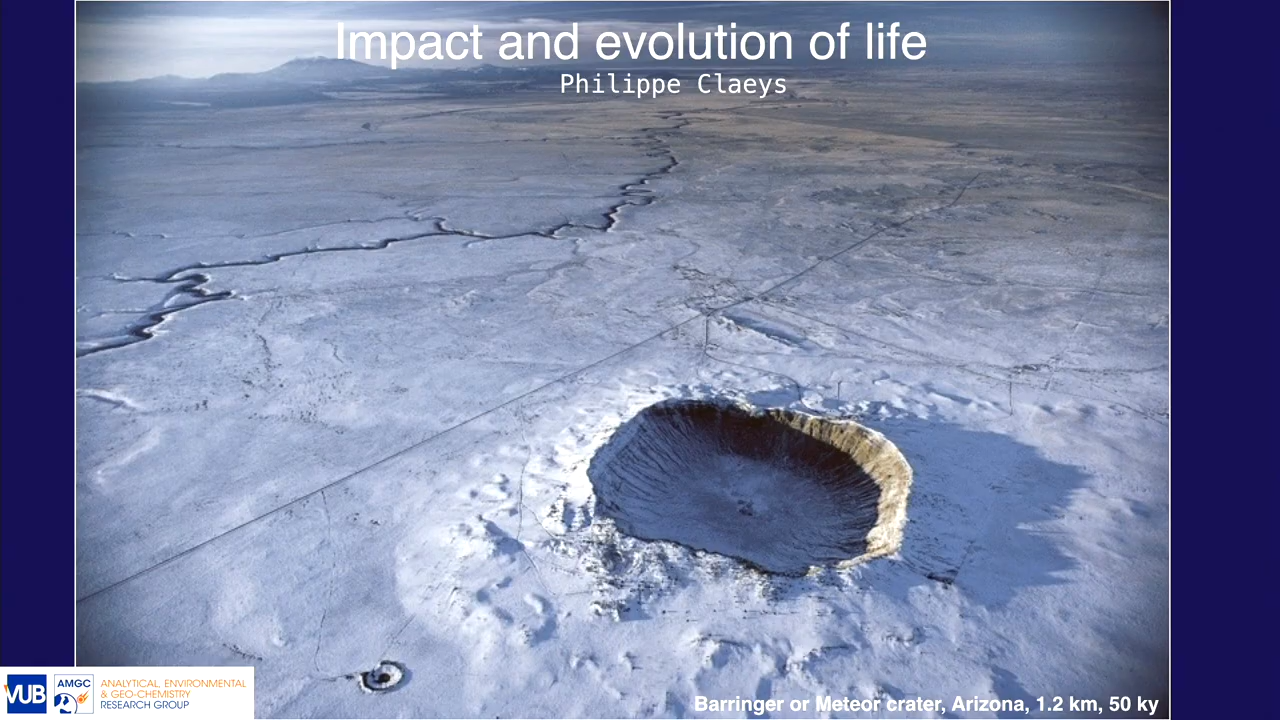 Impact and evolution of life
Philippe Claeys
VUB
AMGC
ANALYTICAL, ENVIRONMENTAL
& GEO-CHEMISTRY
RESEARCH GROUP
Barringer or Meteor crater, Arizona, 1.2 km, 50 ky